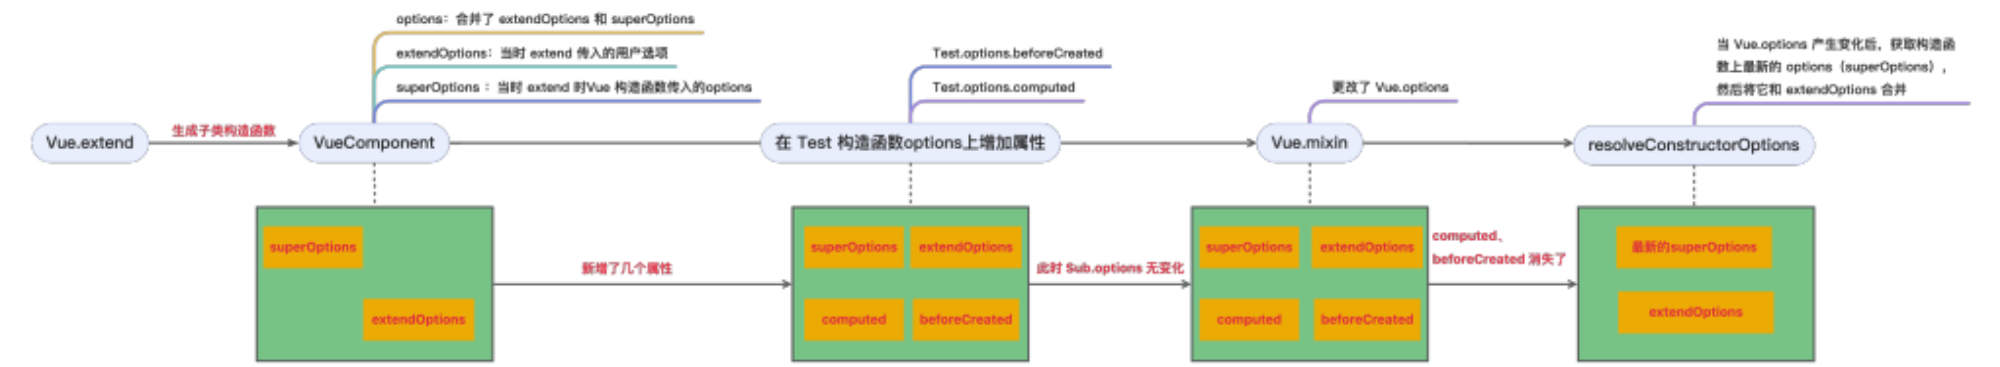 options：合并了 extendOptions 和 superOptions
extendOptions：当时 extend 传入的用户选项
superOptions ：当时 extend 时Vue 构造函数传入的options
Test.options.beforeCreated
Test.options.computed
更改了 Vue.options
当 Vue.options 产生变化后，获取构造函
数上最新的 options（superOptions），
然后将它和 extendOptions 合并
Vue.extend
生成子类构造函数
VueComponent
在 Test 构造函数options上增加属性
Vue.mixin
resolveConstructorOptions
superOptions
extendOptions
新增了几个属性
superOptions
extendOptions
computed
beforeCreated
此时 Sub.options 无变化
superOptions
extendOptions
computed
beforeCreated
computed、
beforeCreated 消失了
最新的superOptions
extendOptions